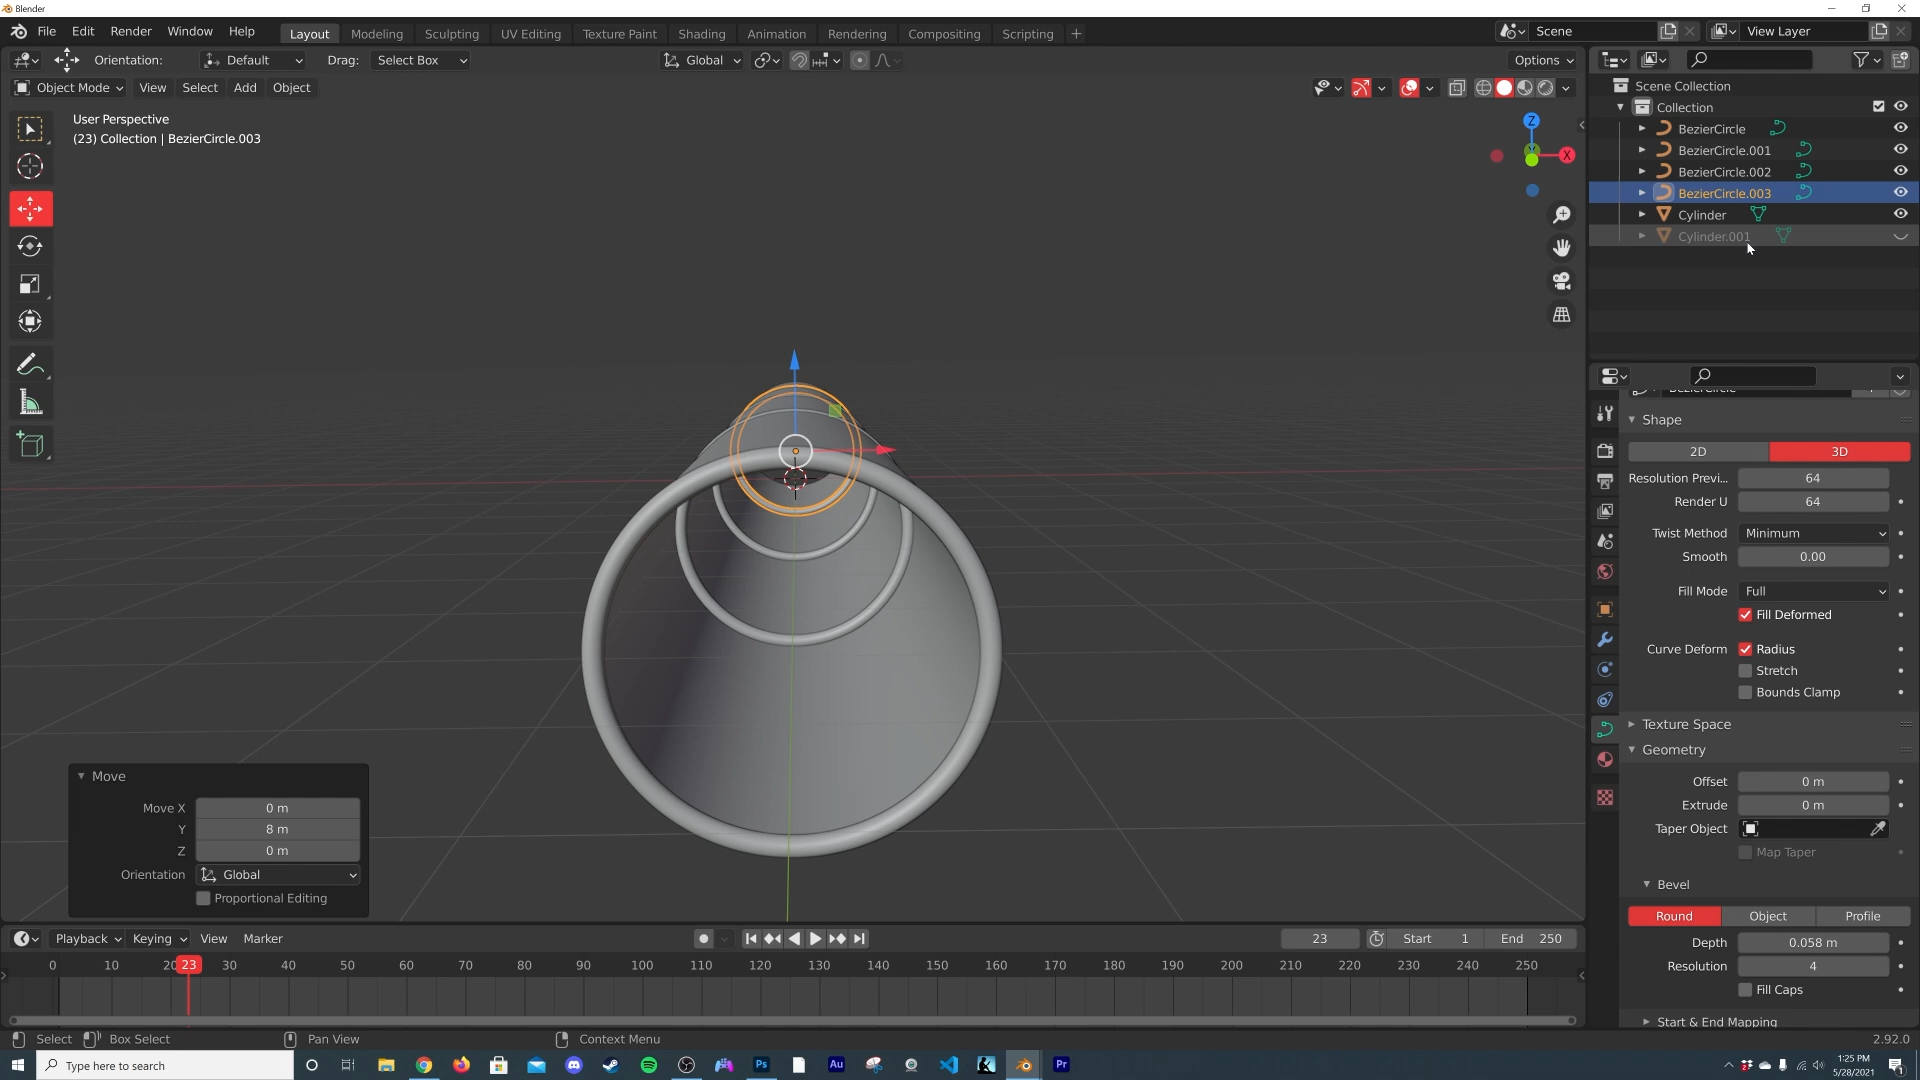 Blender
File Edit Render Window Help
Layout Modeling Sculpting UV Editing Texture Paint Shading Animation Rendering Compositing Scripting +
Scene
View Layer
Orientation: Default Drag: Select Box
Global
Options
Object Mode View Select Add Object
User Perspective
(23) Collection | BezierCircle.003
Z
X
Scene Collection
Collection
BezierCircle
BezierCircle.001
BezierCircle.002
BezierCircle.003
Cylinder
Cylinder.001
Shape
2D 3D
Resolution Previ... 64
Render U 64
Twist Method Minimum
Smooth 0.00
Fill Mode Full
Fill Deformed
Curve Deform Radius
Stretch
Bounds Clamp
Texture Space
Geometry
Offset 0 m
Extrude 0 m
Taper Object
Map Taper
Bevel
Round Object Profile
Depth 0.058 m
Resolution 4
Fill Caps
Start & End Mapping
Move
Move X 0 m
Y 8 m
Z 0 m
Orientation Global
Proportional Editing
Playback Keying View Marker
23 Start 1 End 250
0 10 20 23 30 40 50 60 70 80 90 100 110 120 130 140 150 160 170 180 190 200 210 220 230 240 250
Select Box Select Pan View Context Menu 2.92.0
Type here to search
Ps Au Pr
1:25 PM
5/28/2021